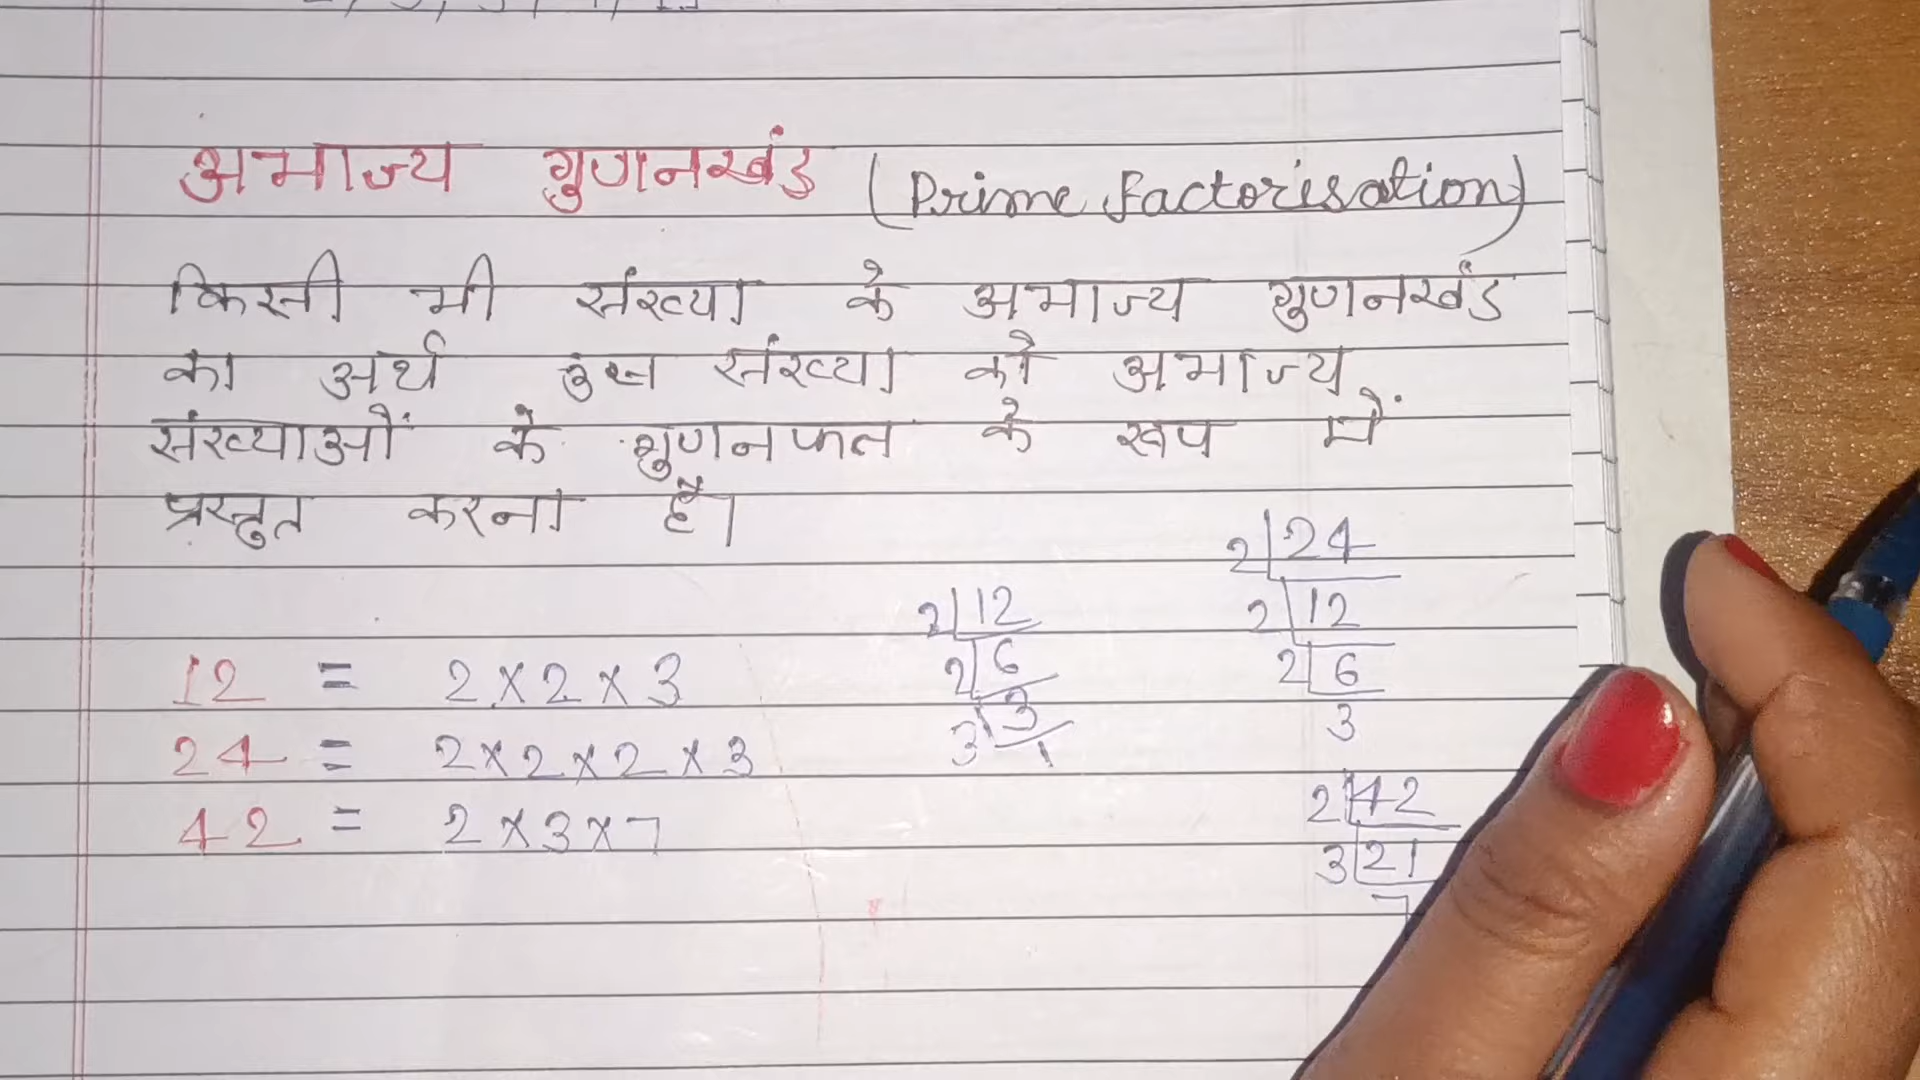 अभाज्य गुणनखंड (Prime factorisation)
किसी भी संख्या के अभाज्य गुणनखंड
का अर्थ उस संख्या को अभाज्य
संख्याओं के गुणनफल के रूप में
प्रस्तुत करना है।
12 = 2×2×3
24 = 2×2×2×3
42 = 2×3×7
2 12
2 6
3 3
1
2 24
2 12
2 6
3
2 42
3 21
7